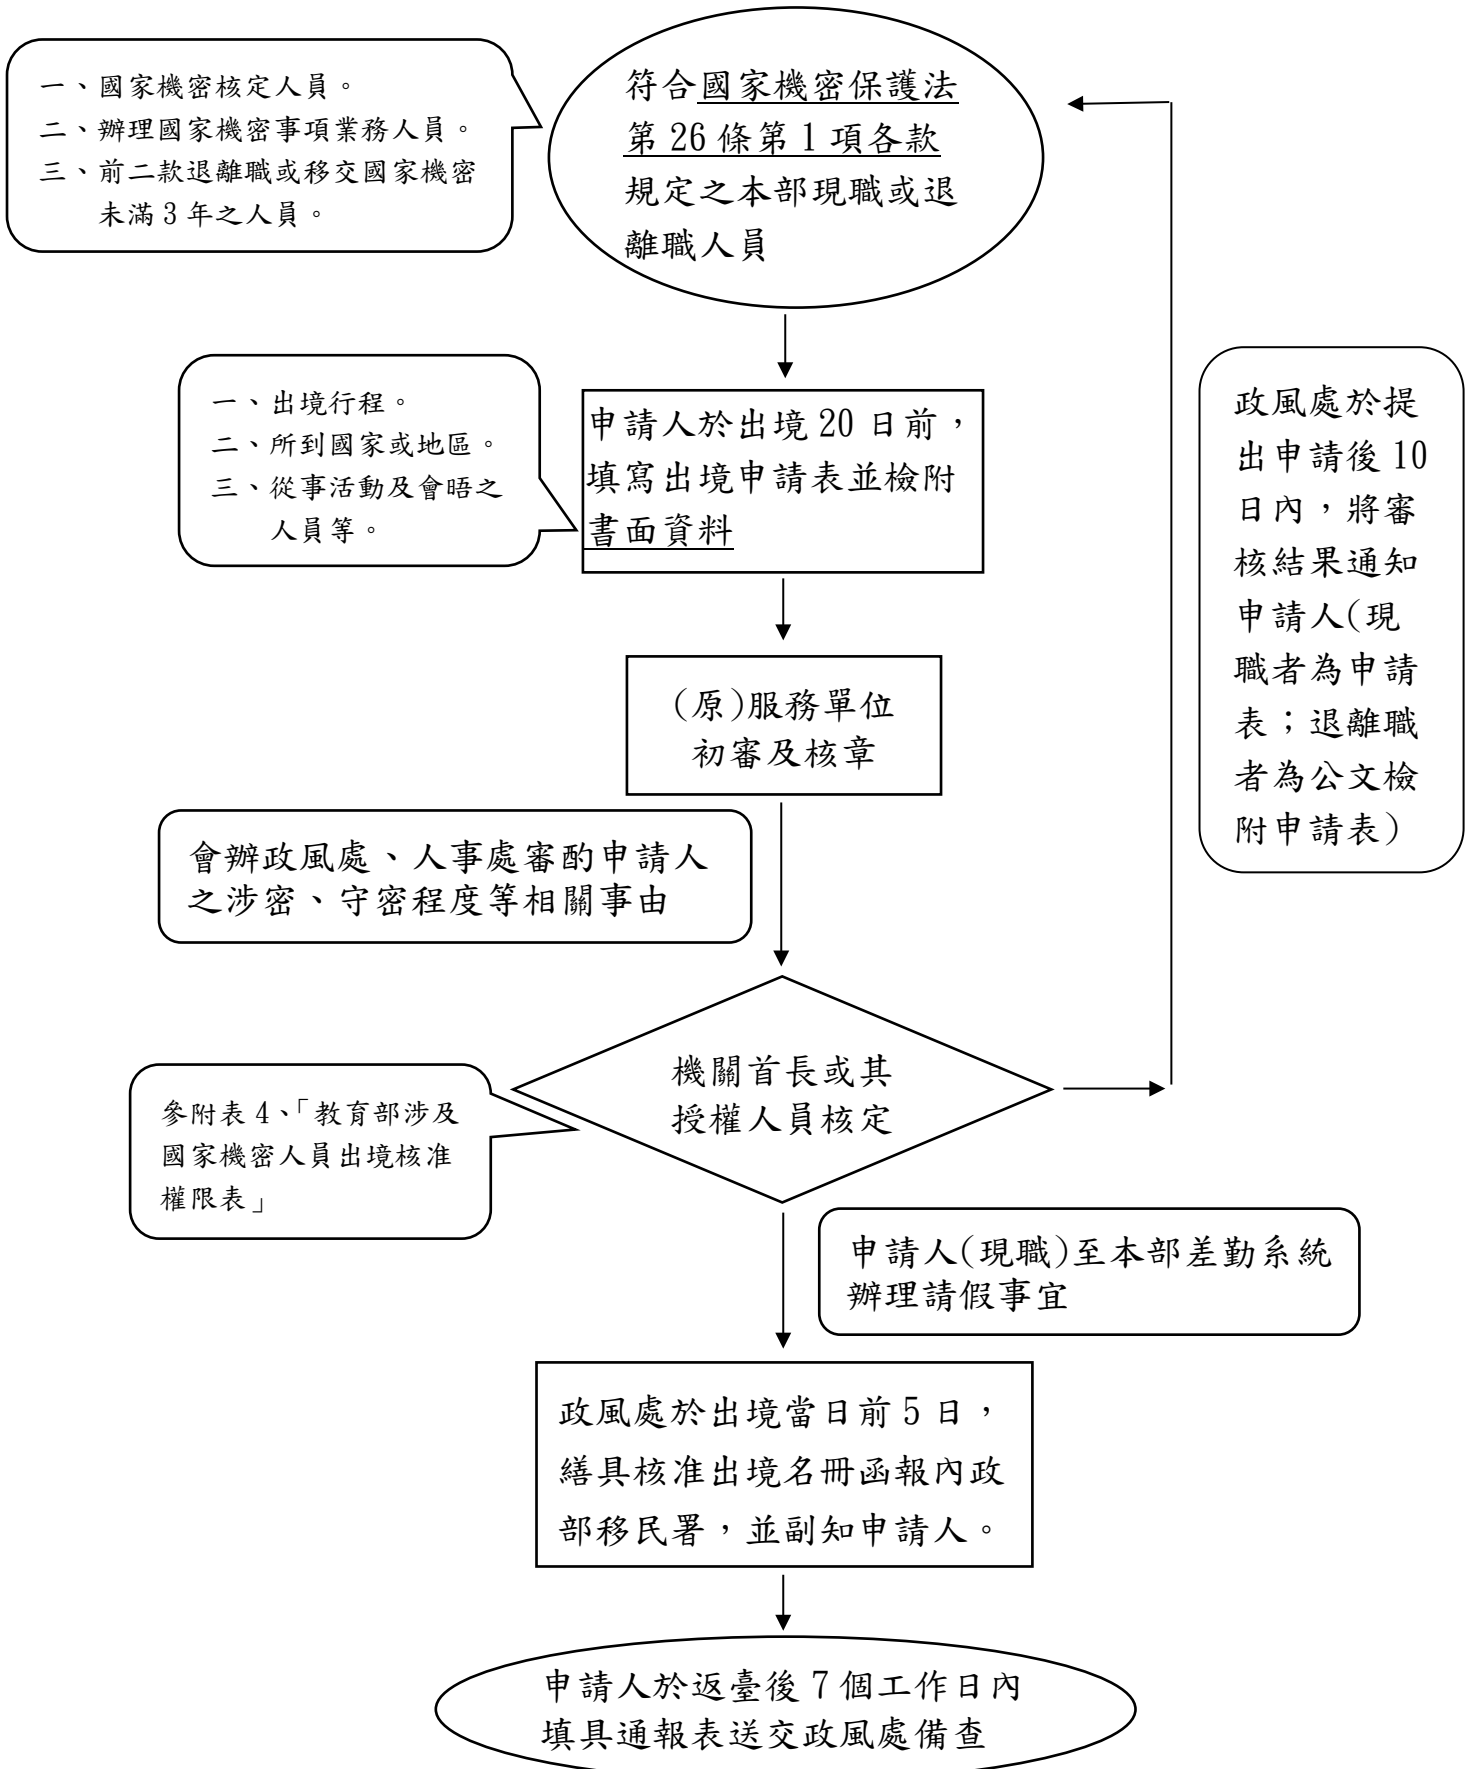 一、國家機密核定人員。
二、辦理國家機密事項業務人員。
三、前二款退離職或移交國家機密
未滿3年之人員。
符合國家機密保護法
第26條第1項各款
規定之本部現職或退
離職人員
一、出境行程。
二、所到國家或地區。
三、從事活動及會晤之
人員等。
申請人於出境20日前，
填寫出境申請表並檢附
書面資料
政風處於提
出申請後10
日內，將審
核結果通知
申請人(現
職者為申請
表；退離職
者為公文檢
附申請表)
(原)服務單位
初審及核章
會辦政風處、人事處審酌申請人
之涉密、守密程度等相關事由
機關首長或其
授權人員核定
參附表4、「教育部涉及
國家機密人員出境核准
權限表」
申請人(現職)至本部差勤系統
辦理請假事宜
政風處於出境當日前5日，
繕具核准出境名冊函報內政
部移民署，並副知申請人。
申請人於返臺後7個工作日內
填具通報表送交政風處備查